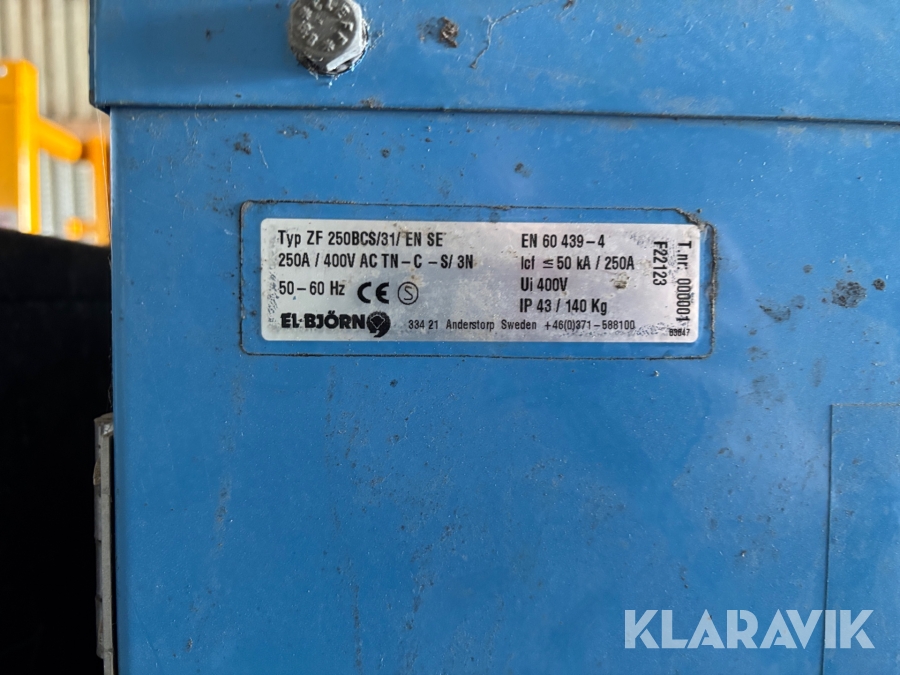 Typ ZF 250BCS/31/ EN SE
250A / 400V AC TN-C -S/ 3N
50-60 Hz CE S
EL·BJÖRN
334 21 Anderstorp Sweden +46(0)371-588100
EN 60 439-4
Icf ≤ 50 kA / 250A
Ui 400V
IP 43 / 140 Kg
T.nr. 000001
F22123
KLARAVIK